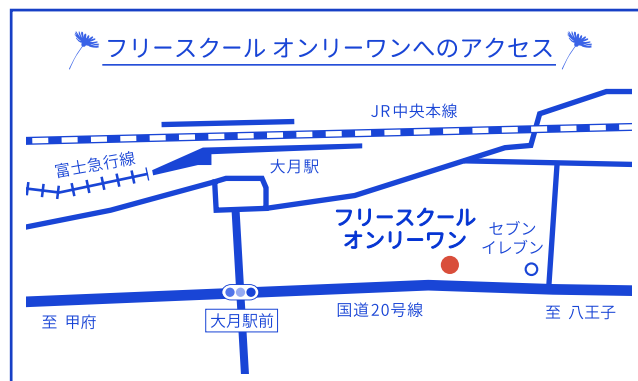 フリースクール オンリーワンへのアクセス
JR中央本線
富士急行線
大月駅
フリースクール
オンリーワン
セブン
イレブン
国道20号線
至 甲府
大月駅前
至 八王子